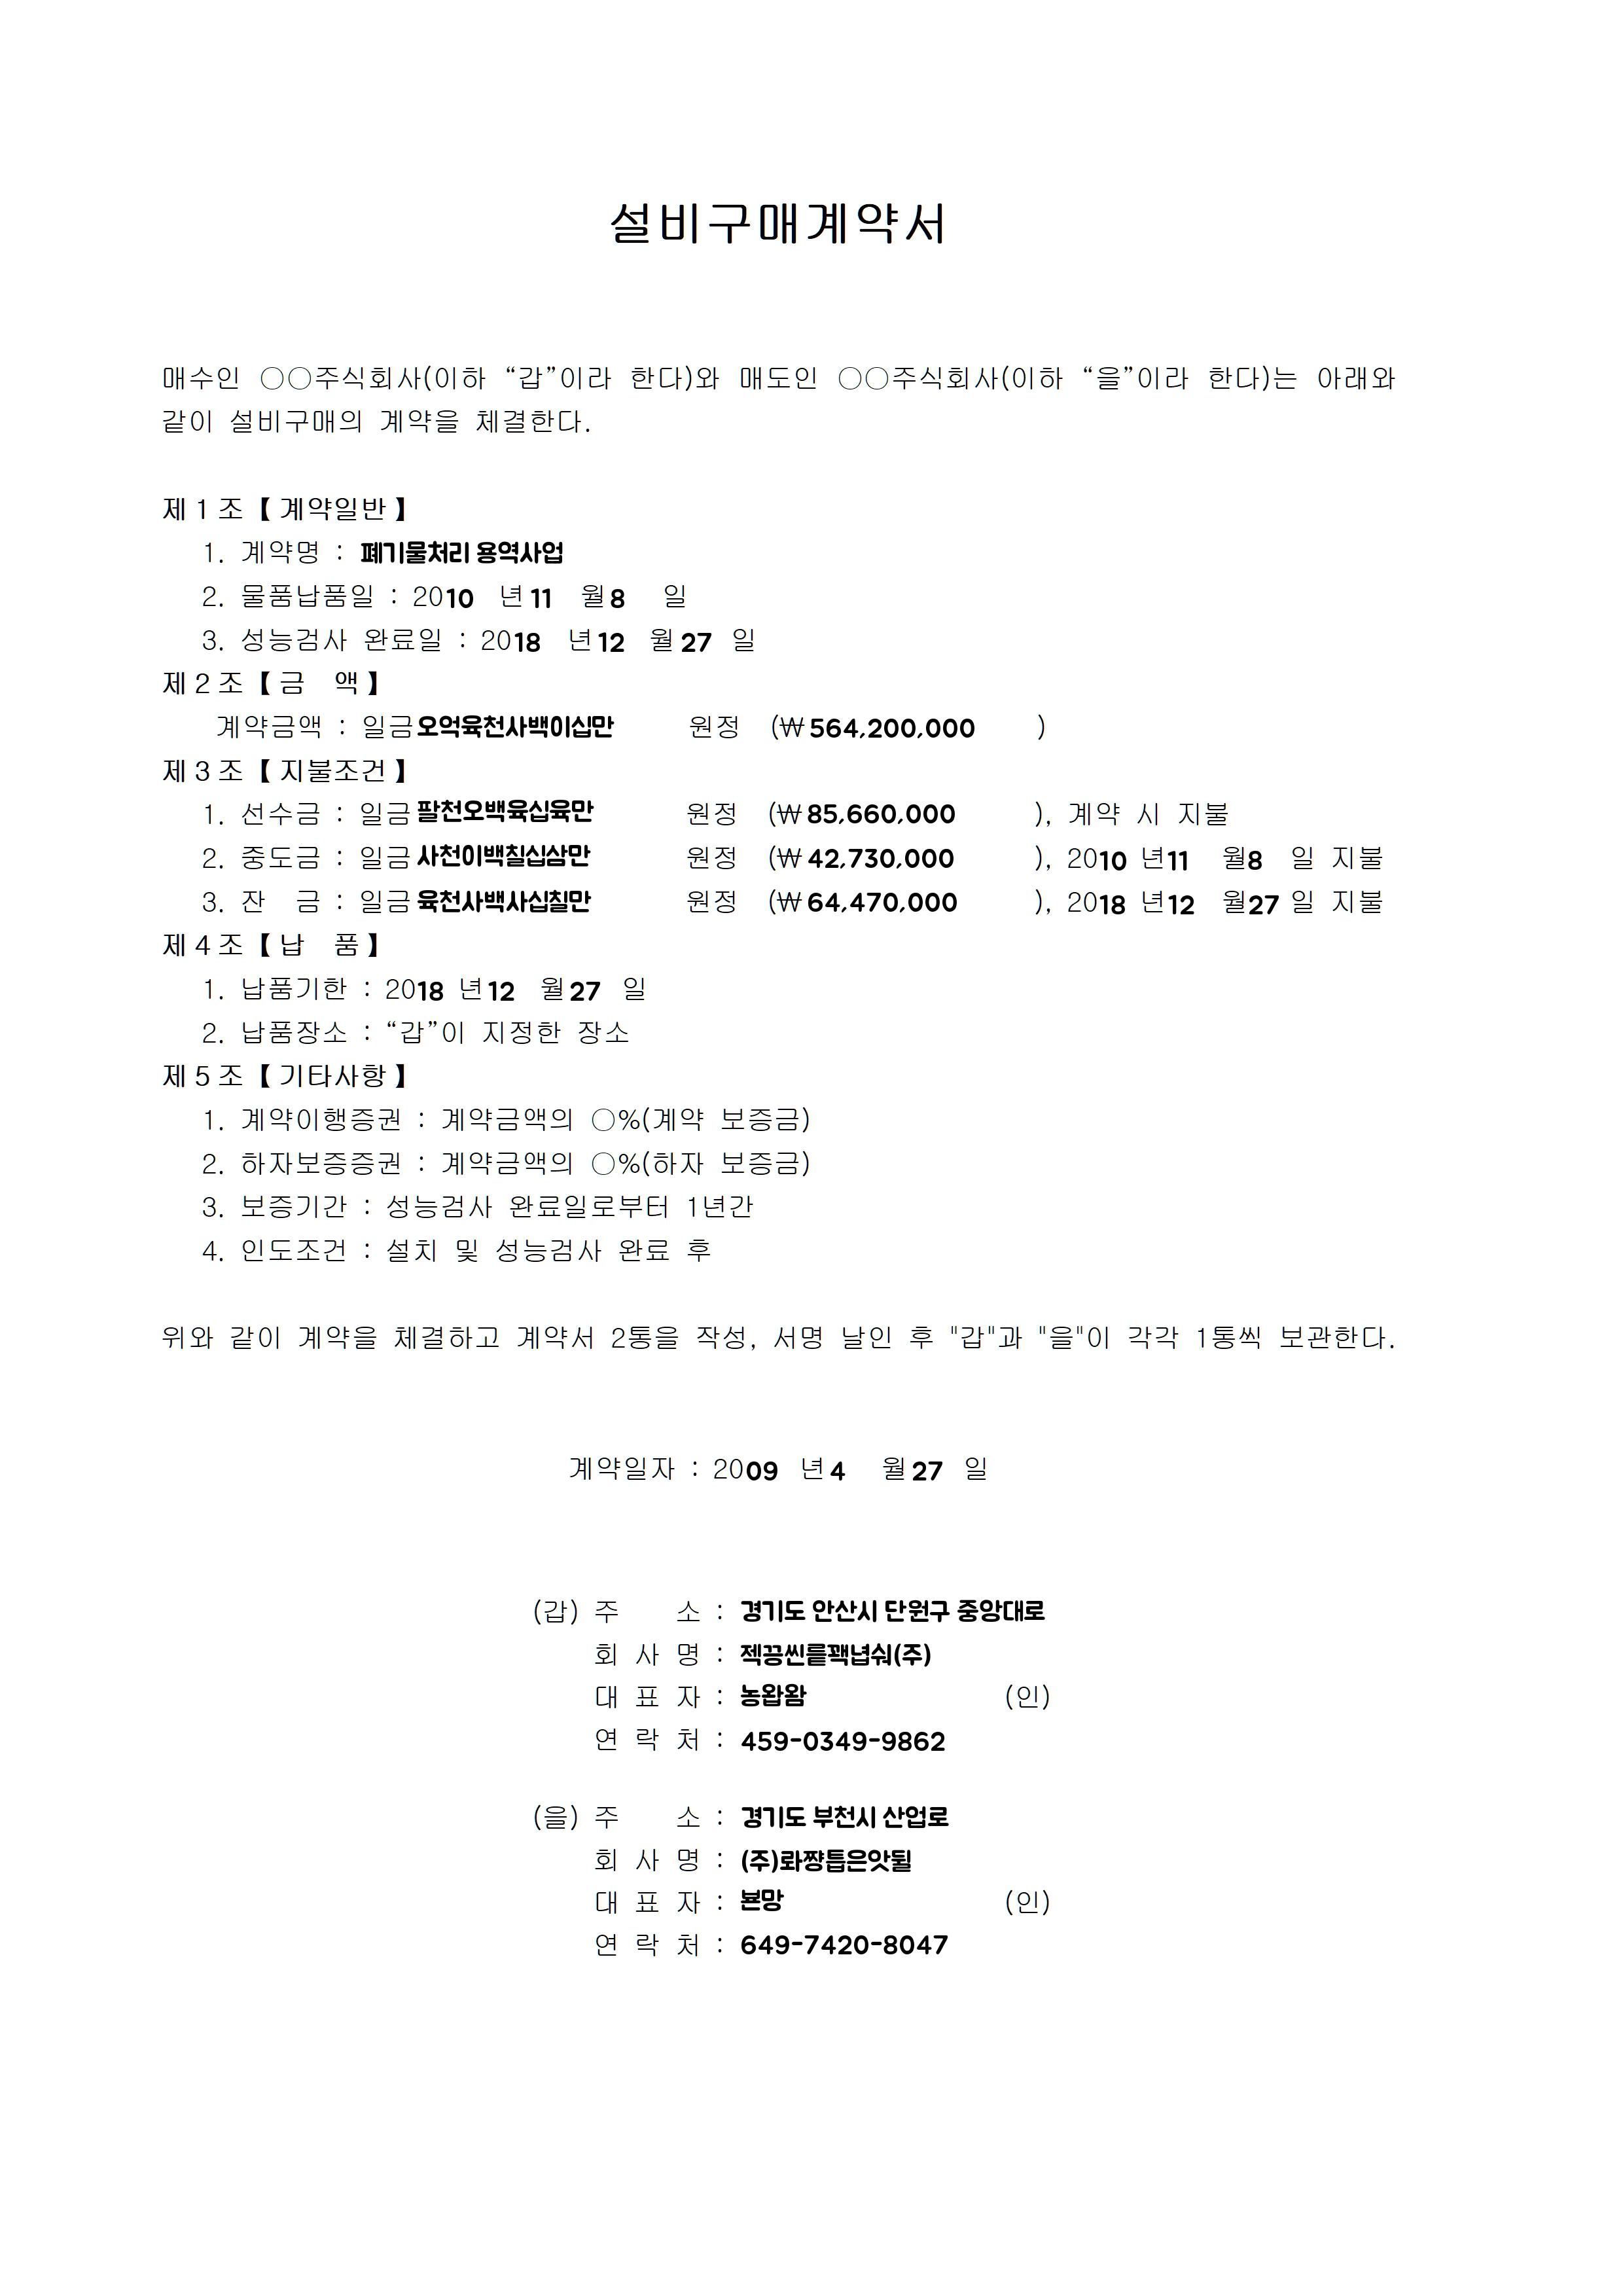 설비구매계약서
매수인 ○○주식회사(이하 “갑”이라 한다)와 매도인 ○○주식회사(이하 “을”이라 한다)는 아래와
같이 설비구매의 계약을 체결한다.
제 1 조【 계약일반 】
1. 계약명 : 폐기물처리 용역사업
2. 물품납품일 : 2010 년 11 월 8 일
3. 성능검사 완료일 : 2018 년 12 월 27 일
제 2 조【 금 액 】
계약금액 : 일금 오억육천사백이십만 원정 (₩ 564,200,000 )
제 3 조【 지불조건 】
1. 선수금 : 일금 팔천오백육십육만 원정 (₩ 85,660,000 ), 계약 시 지불
2. 중도금 : 일금 사천이백칠십삼만 원정 (₩ 42,730,000 ), 2010 년 11 월 8 일 지불
3. 잔 금 : 일금 육천사백사십칠만 원정 (₩ 64,470,000 ), 2018 년 12 월 27 일 지불
제 4 조【 납 품 】
1. 납품기한 : 2018 년 12 월 27 일
2. 납품장소 : “갑”이 지정한 장소
제 5 조【 기타사항 】
1. 계약이행증권 : 계약금액의 ○%(계약 보증금)
2. 하자보증증권 : 계약금액의 ○%(하자 보증금)
3. 보증기간 : 성능검사 완료일로부터 1년간
4. 인도조건 : 설치 및 성능검사 완료 후
위와 같이 계약을 체결하고 계약서 2통을 작성, 서명 날인 후 "갑"과 "을"이 각각 1통씩 보관한다.
계약일자 : 2009 년 4 월 27 일
(갑) 주 소 : 경기도 안산시 단원구 중앙대로
회 사 명 :
대 표 자 : (인)
연 락 처 : 459-0349-9862
(을) 주 소 : 경기도 부천시 산업로
회 사 명 :
대 표 자 : (인)
연 락 처 : 649-7420-8047